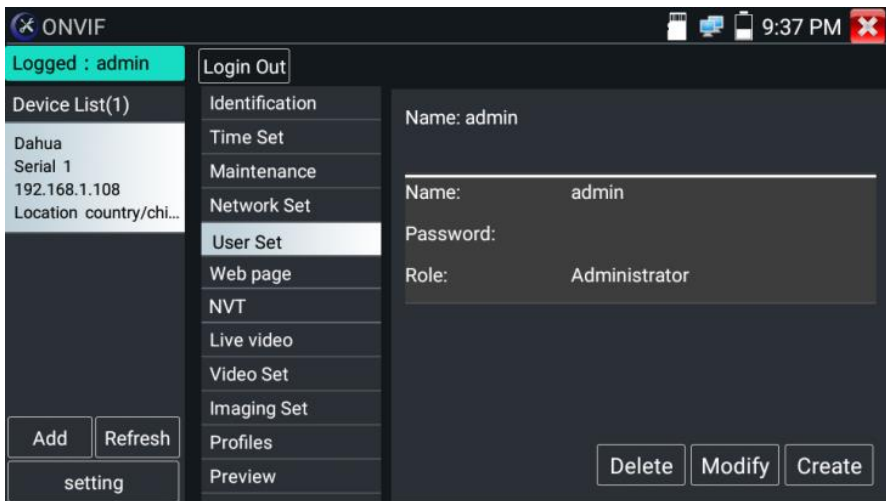 ONVIF
9:37 PM
Logged : admin
Login Out
Device List(1)
Dahua
Serial 1
192.168.1.108
Location country/chi...
Add
Refresh
setting
Identification
Time Set
Maintenance
Network Set
User Set
Web page
NVT
Live video
Video Set
Imaging Set
Profiles
Preview
Name: admin
Name: admin
Password:
Role: Administrator
Delete
Modify
Create